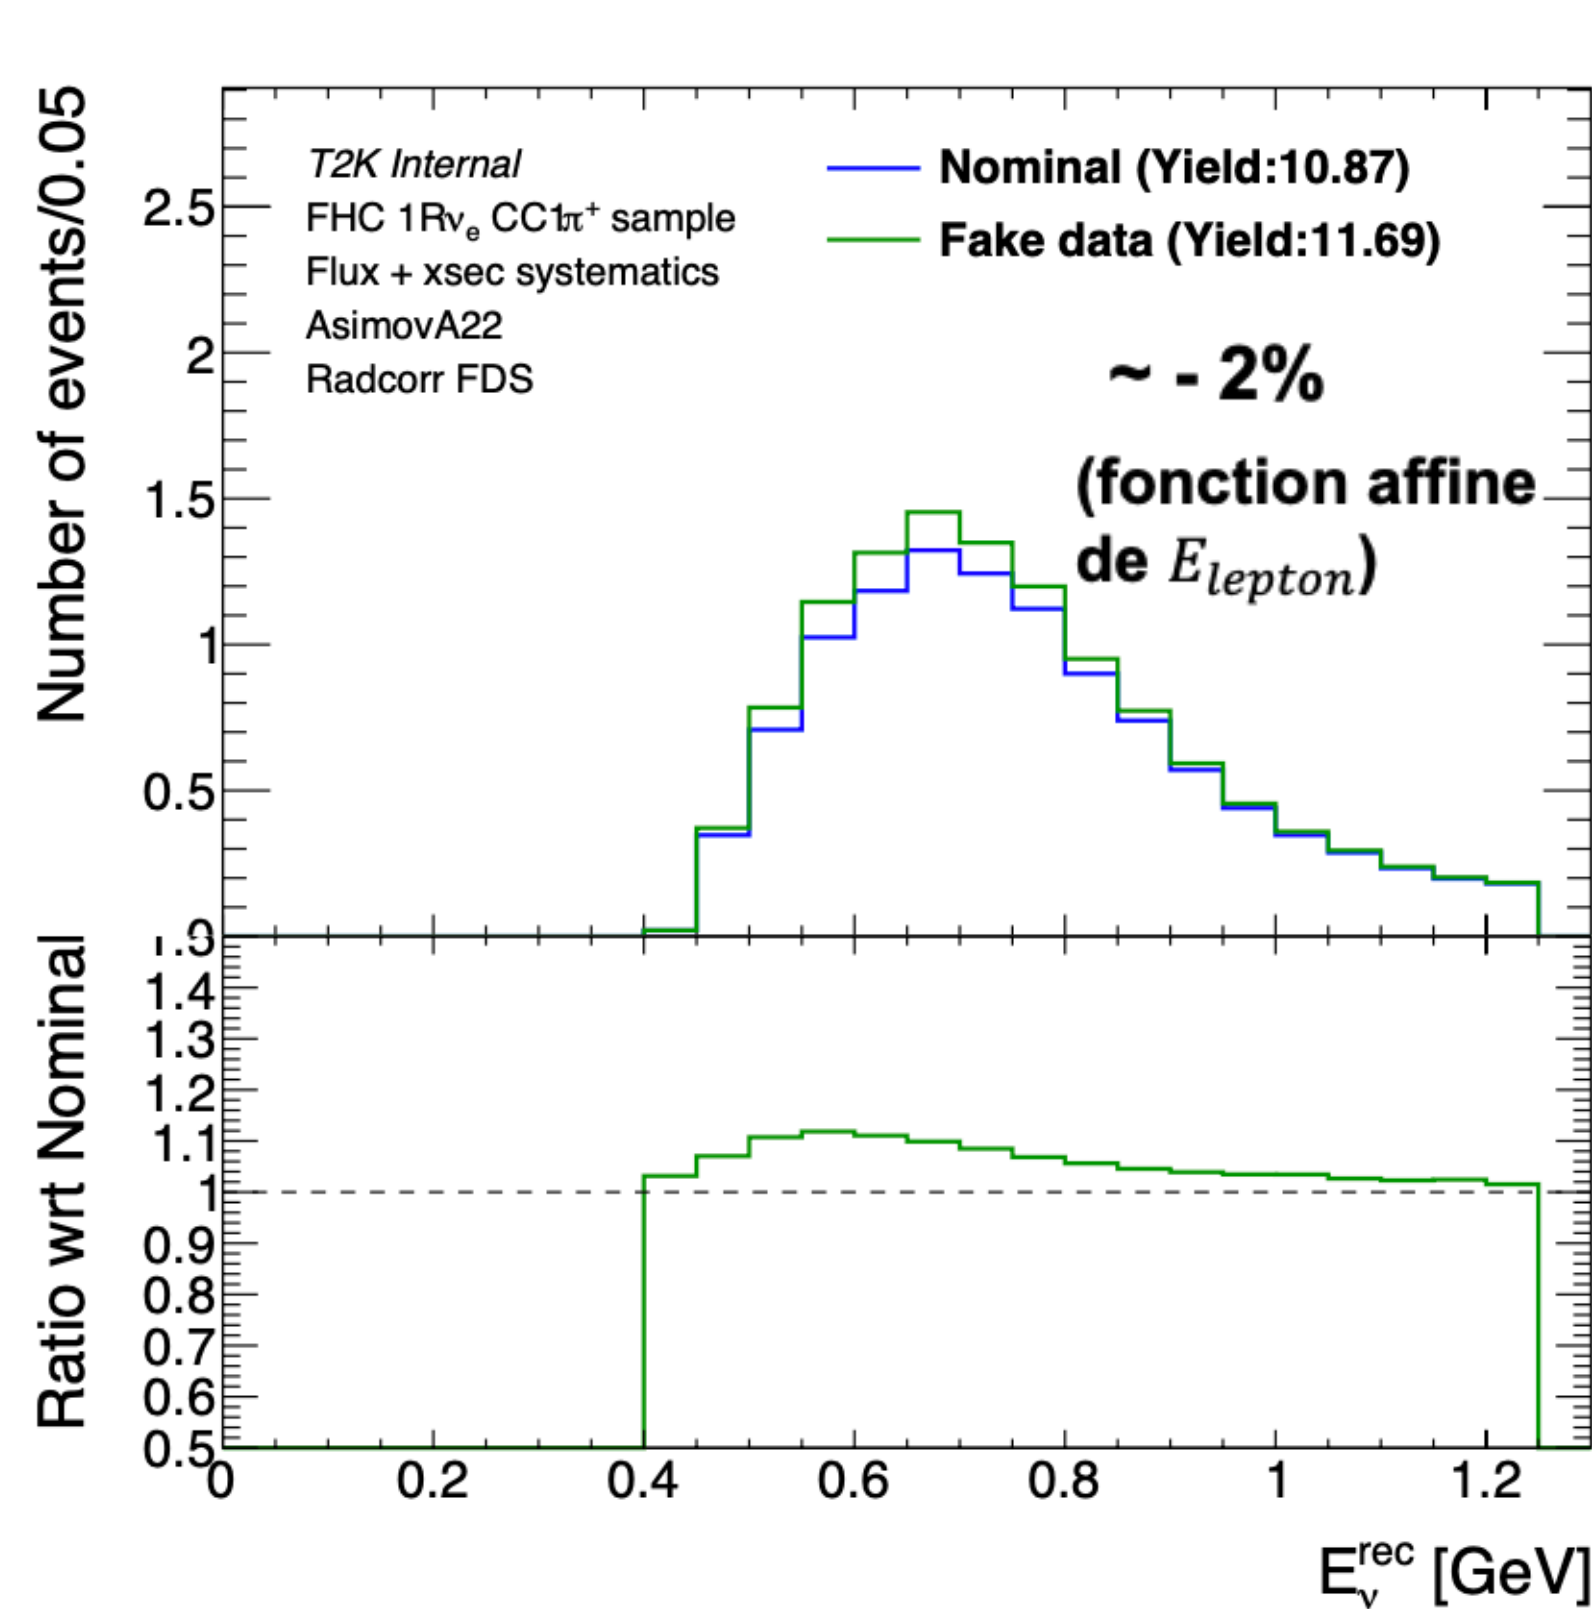 T2K Internal
FHC 1Rνe CC1π+ sample
Flux + xsec systematics
AsimovA22
Radcorr FDS
Nominal (Yield:10.87)
Fake data (Yield:11.69)
~ - 2%
(fonction affine
de Elepton)
Number of events/0.05
2.5
2
1.5
1
0.5
0
Ratio wrt Nominal
1.5
1.4
1.3
1.2
1.1
1
0.9
0.8
0.7
0.6
0.5
0 0.2 0.4 0.6 0.8 1 1.2
Eνrec [GeV]